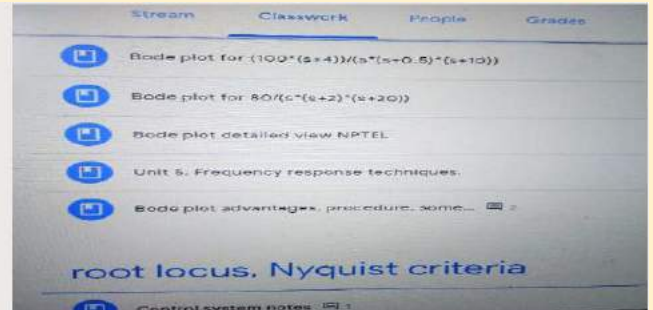 Stream Classwork People Grades
Bode plot for (100*(s+4))/(s*(s+0.5)*(s+10))
Bode plot for 80/(s*(s+2)*(s+20))
Bode plot detailed view NPTEL
Unit 5. Frequency response techniques.
Bode plot advantages, procedure, some... 2
root locus, Nyquist criteria
Control system notes 1